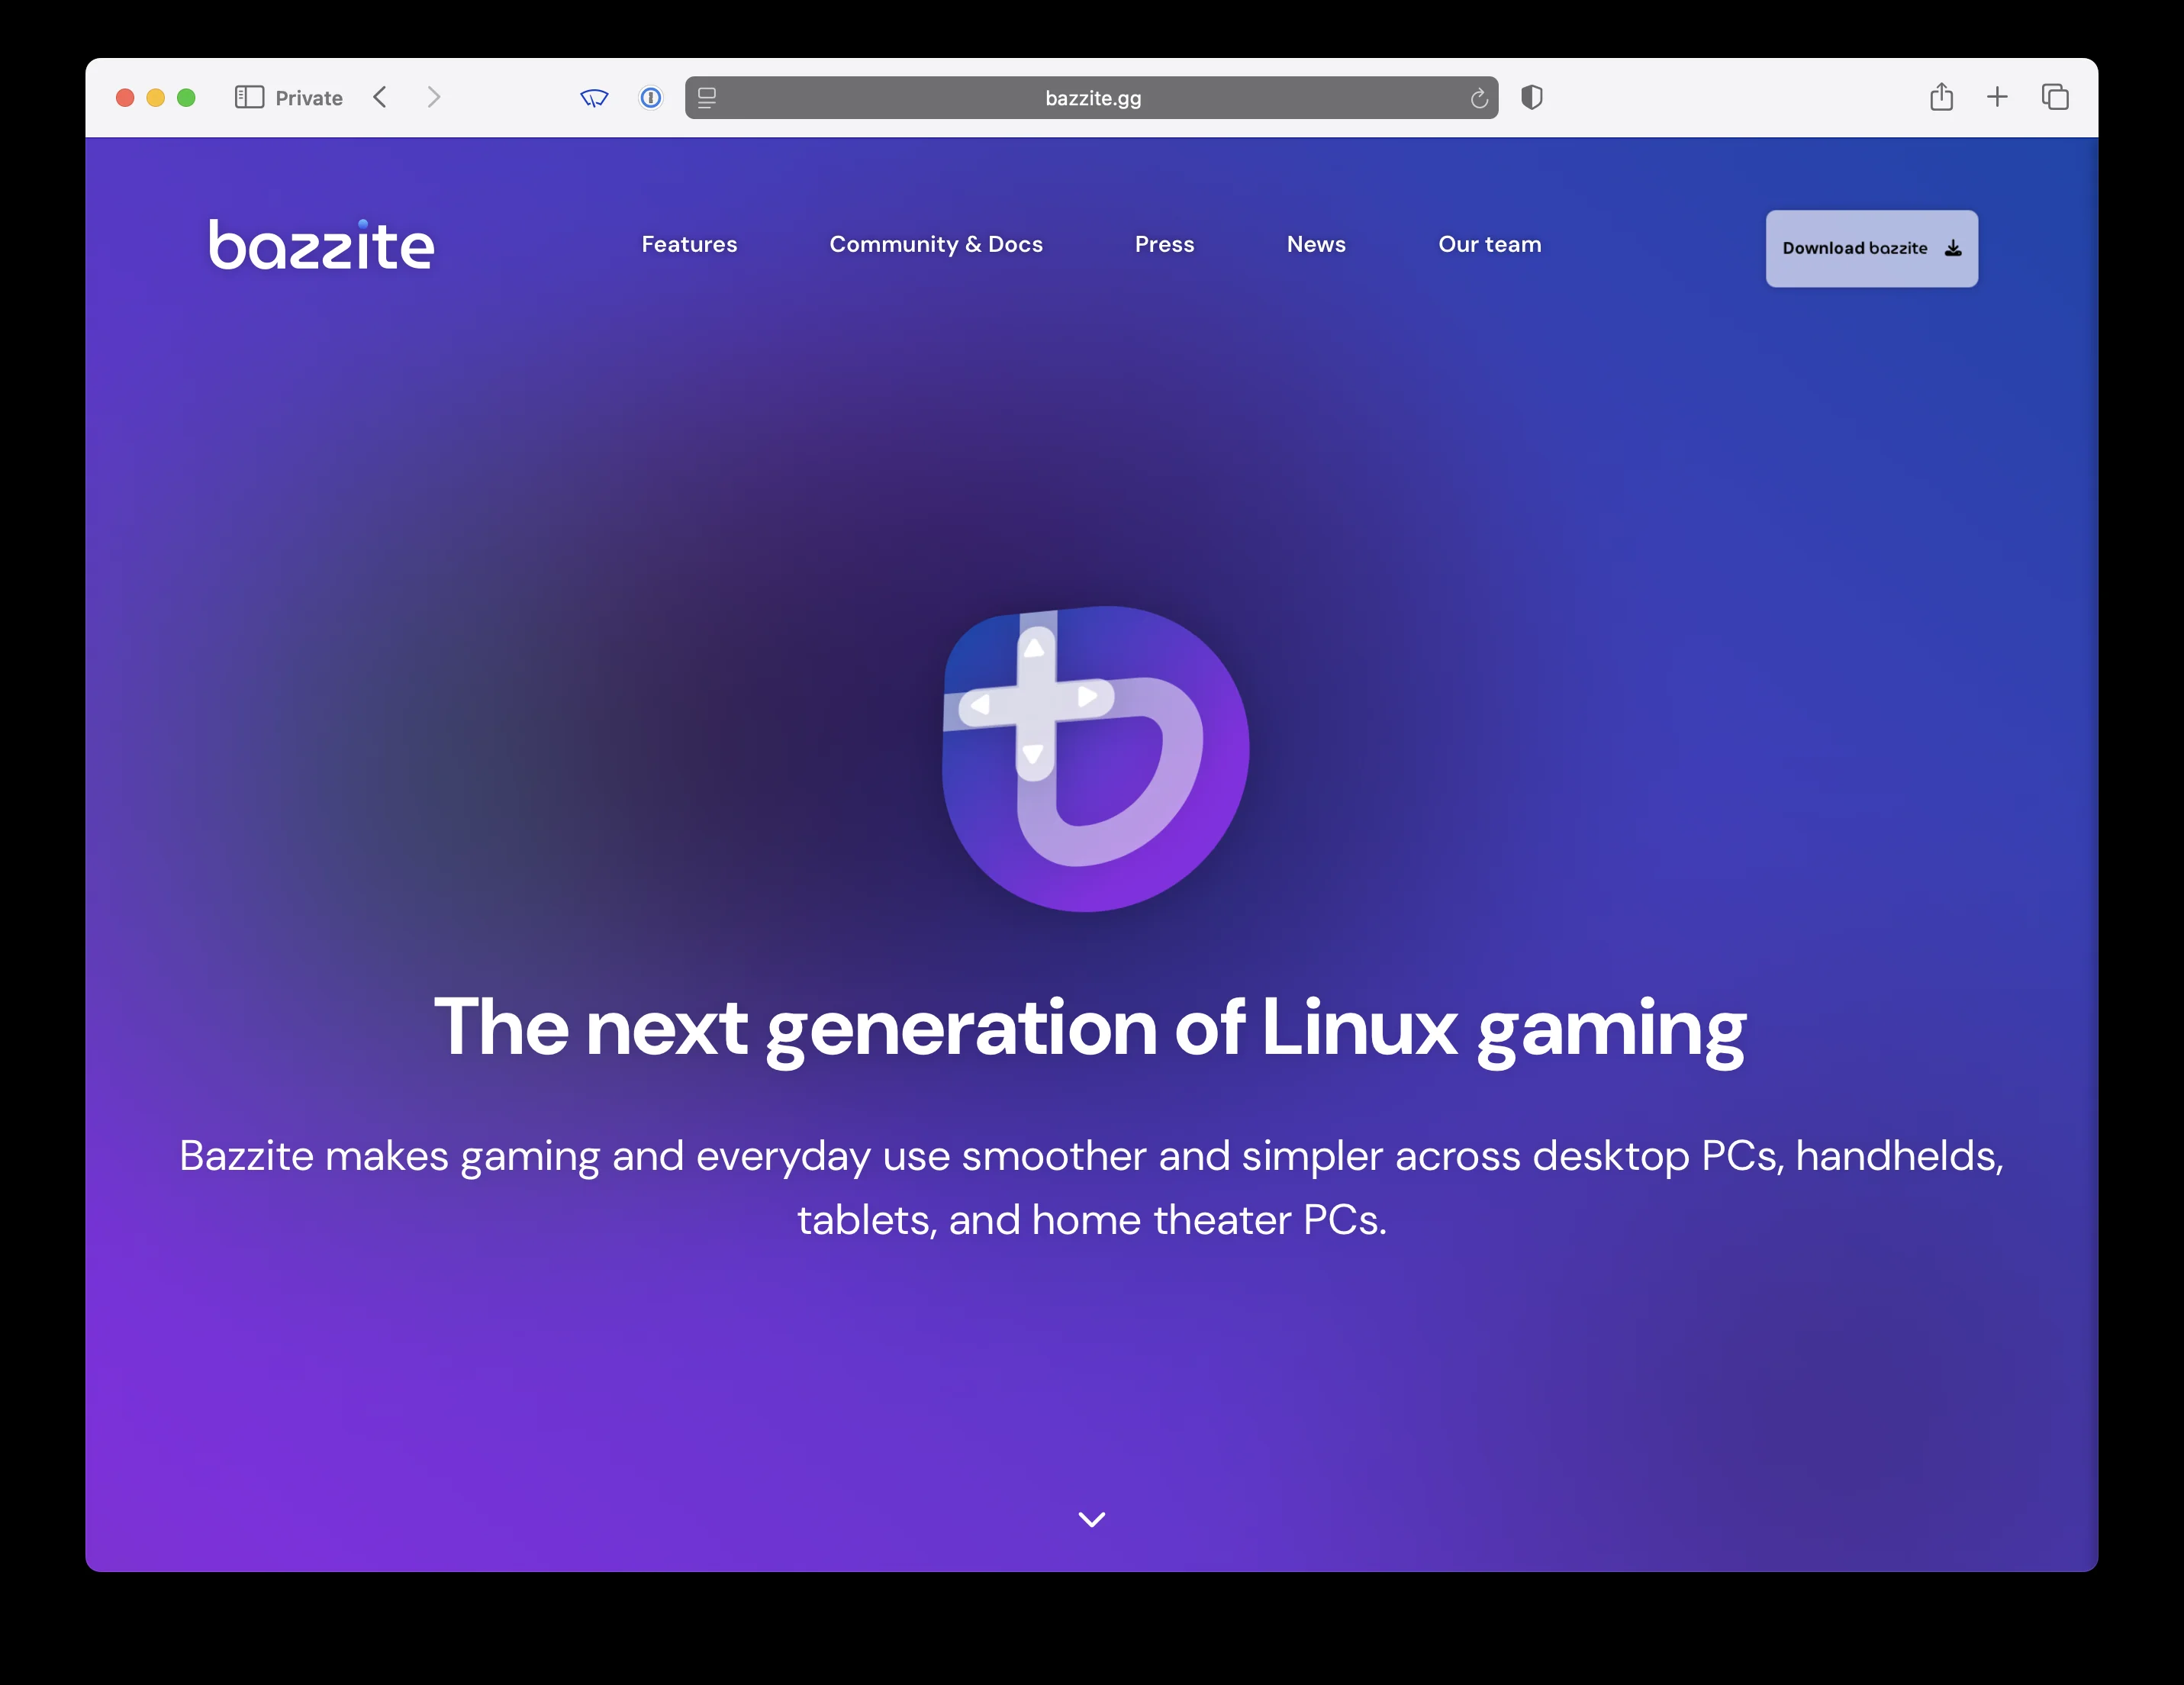 Private
bazzite.gg
bazzite
Features
Community & Docs
Press
News
Our team
Download bazzite
The next generation of Linux gaming
Bazzite makes gaming and everyday use smoother and simpler across desktop PCs, handhelds,
tablets, and home theater PCs.